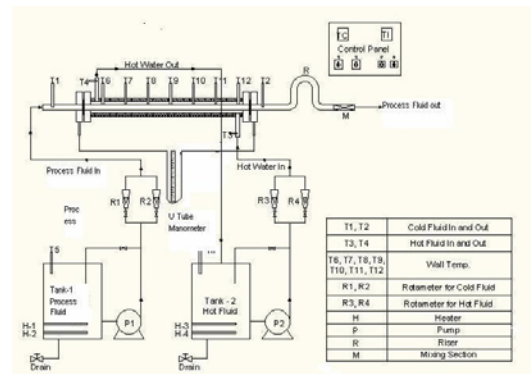 TC
TI
Control Panel
Hot Water Out
T1
T4
T6
T7
T8
T9
T10
T11
T12
T2
R
M
Process Fluid out
T3
Process Fluid In
Hot Water In
R1
R2
U Tube
Manometer
R3
R4
Proc
ess
T5
Tank-1
Process
Fluid
H-1
H-2
P1
Drain
Tank - 2
Hot Fluid
H-3
H-4
P2
Drain
T1, T2 Cold Fluid In and Out
T3, T4 Hot Fluid In and Out
T6, T7, T8, T9,
T10, T11, T12 Wall Temp.
R1, R2 Rotameter for Cold Fluid
R3, R4 Rotameter for Hot Fluid
H Heater
P Pump
R Riser
M Mixing Section